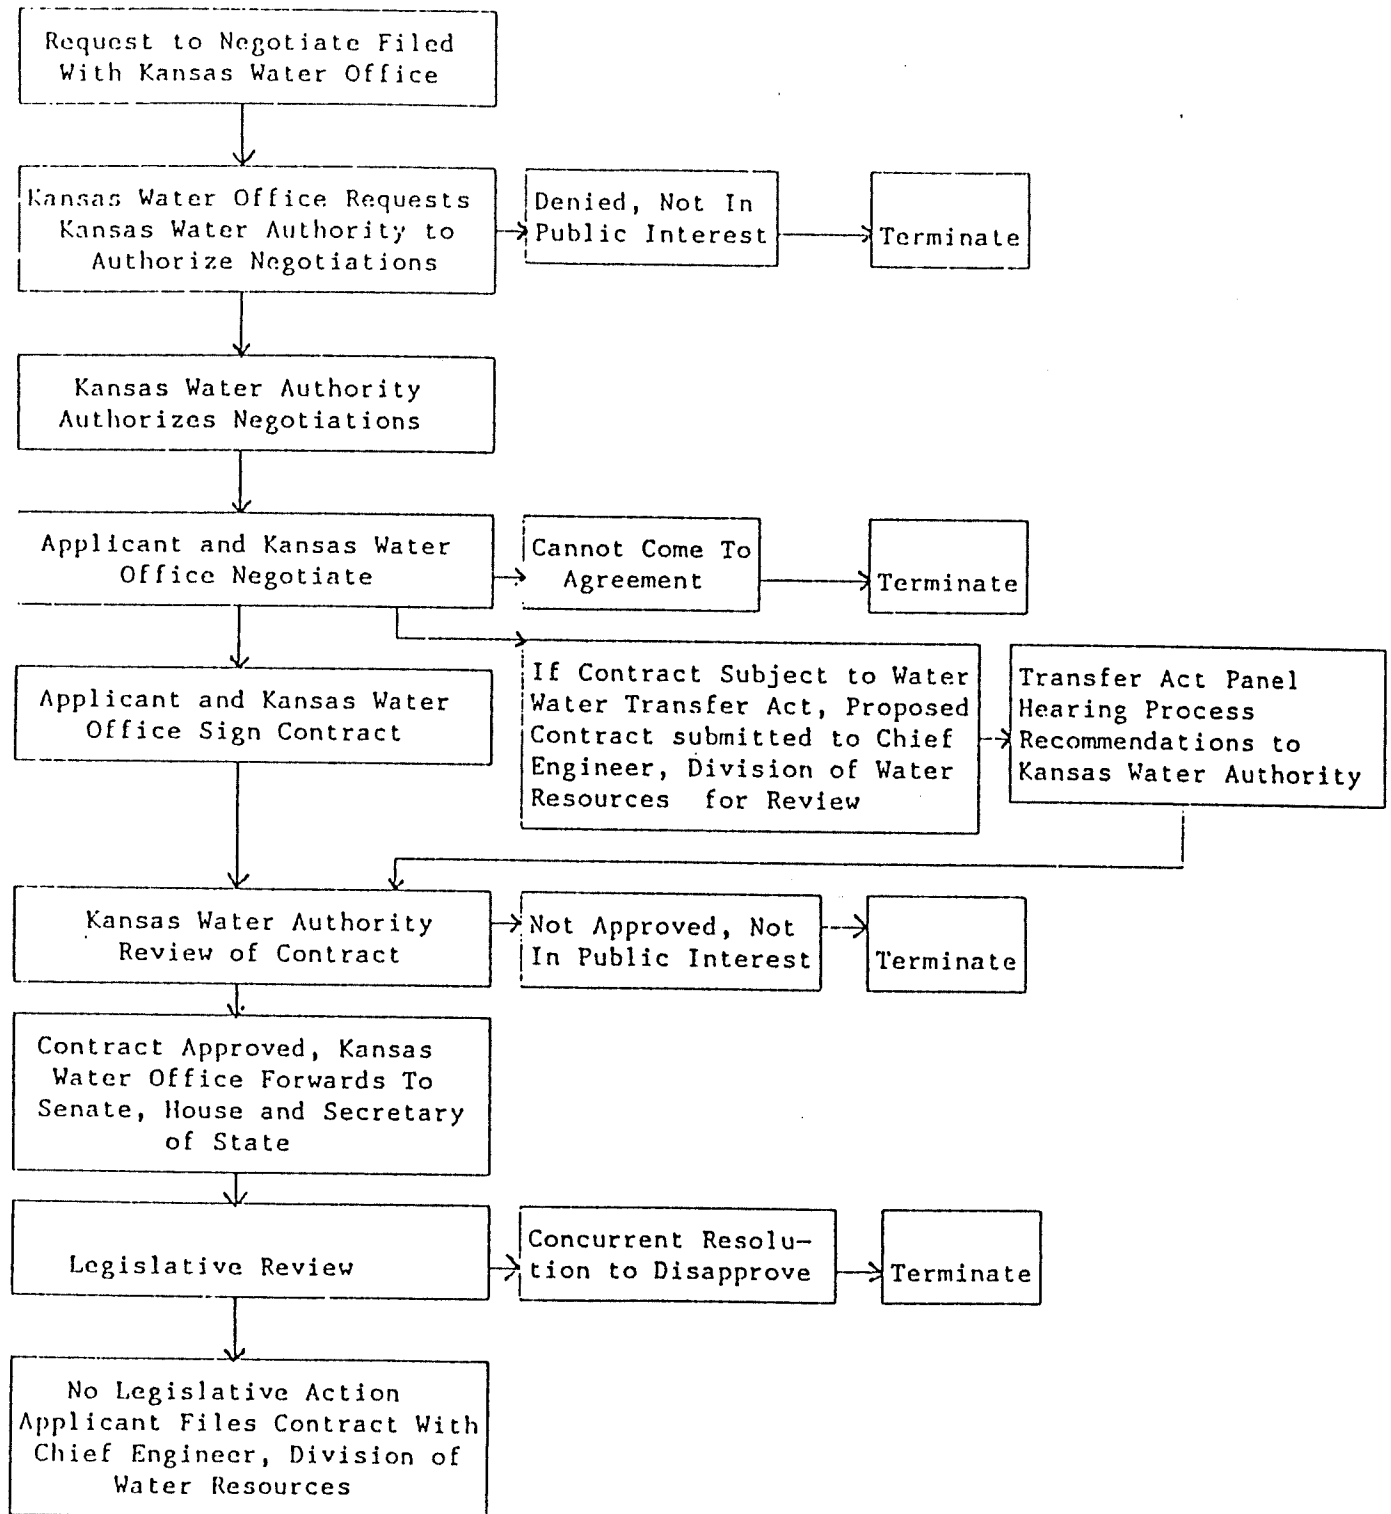 Request to Negotiate Filed
With Kansas Water Office
Kansas Water Office Requests
Kansas Water Authority to
Authorize Negotiations
Denied, Not In
Public Interest
Terminate
Kansas Water Authority
Authorizes Negotiations
Applicant and Kansas Water
Office Negotiate
Cannot Come To
Agreement
Terminate
Applicant and Kansas Water
Office Sign Contract
If Contract Subject to Water
Water Transfer Act, Proposed
Contract submitted to Chief
Engineer, Division of Water
Resources for Review
Transfer Act Panel
Hearing Process
Recommendations to
Kansas Water Authority
Kansas Water Authority
Review of Contract
Not Approved, Not
In Public Interest
Terminate
Contract Approved, Kansas
Water Office Forwards To
Senate, House and Secretary
of State
Legislative Review
Concurrent Resolu-
tion to Disapprove
Terminate
No Legislative Action
Applicant Files Contract With
Chief Engineer, Division of
Water Resources